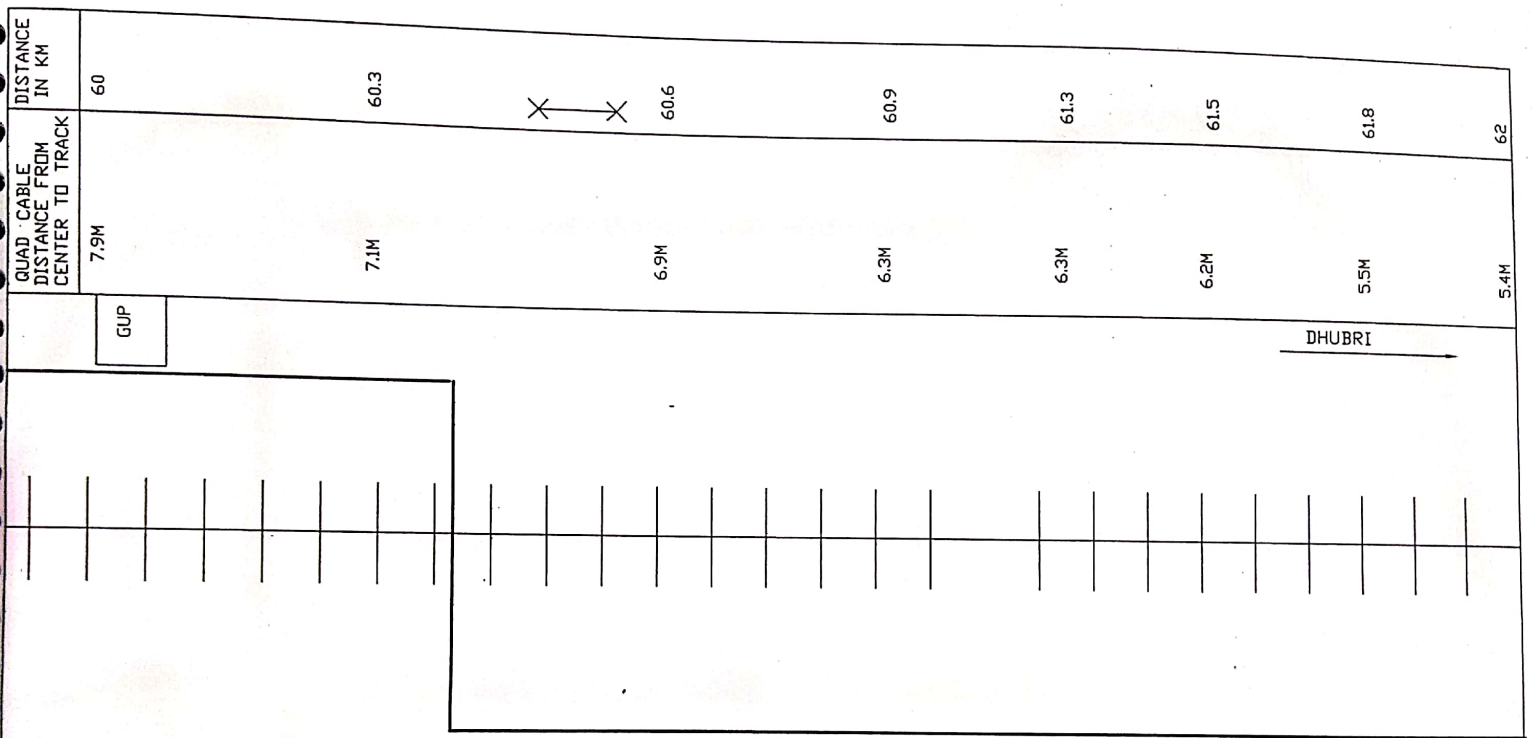 DISTANCE
IN KM
60
60.3
60.6
60.9
61.3
61.5
61.8
62
QUAD CABLE
DISTANCE FROM
CENTER TO TRACK
7.9M
7.1M
6.9M
6.3M
6.3M
6.2M
5.5M
5.4M
GUP
DHUBRI